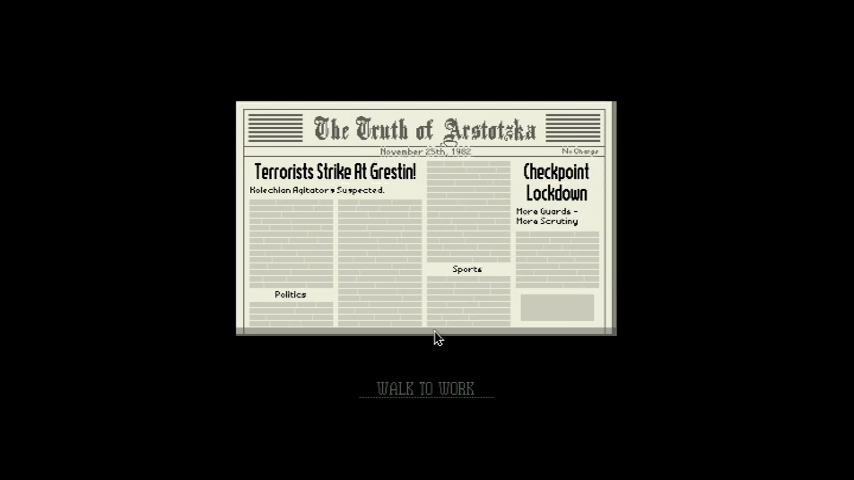 The Truth of Arstotzka
November 25th, 1982
No Charge
Terrorists Strike At Grestin!
Kolechian Agitators Suspected.
Politics
Sports
Checkpoint
Lockdown
More Guards -
More Scrutiny
WALK TO WORK